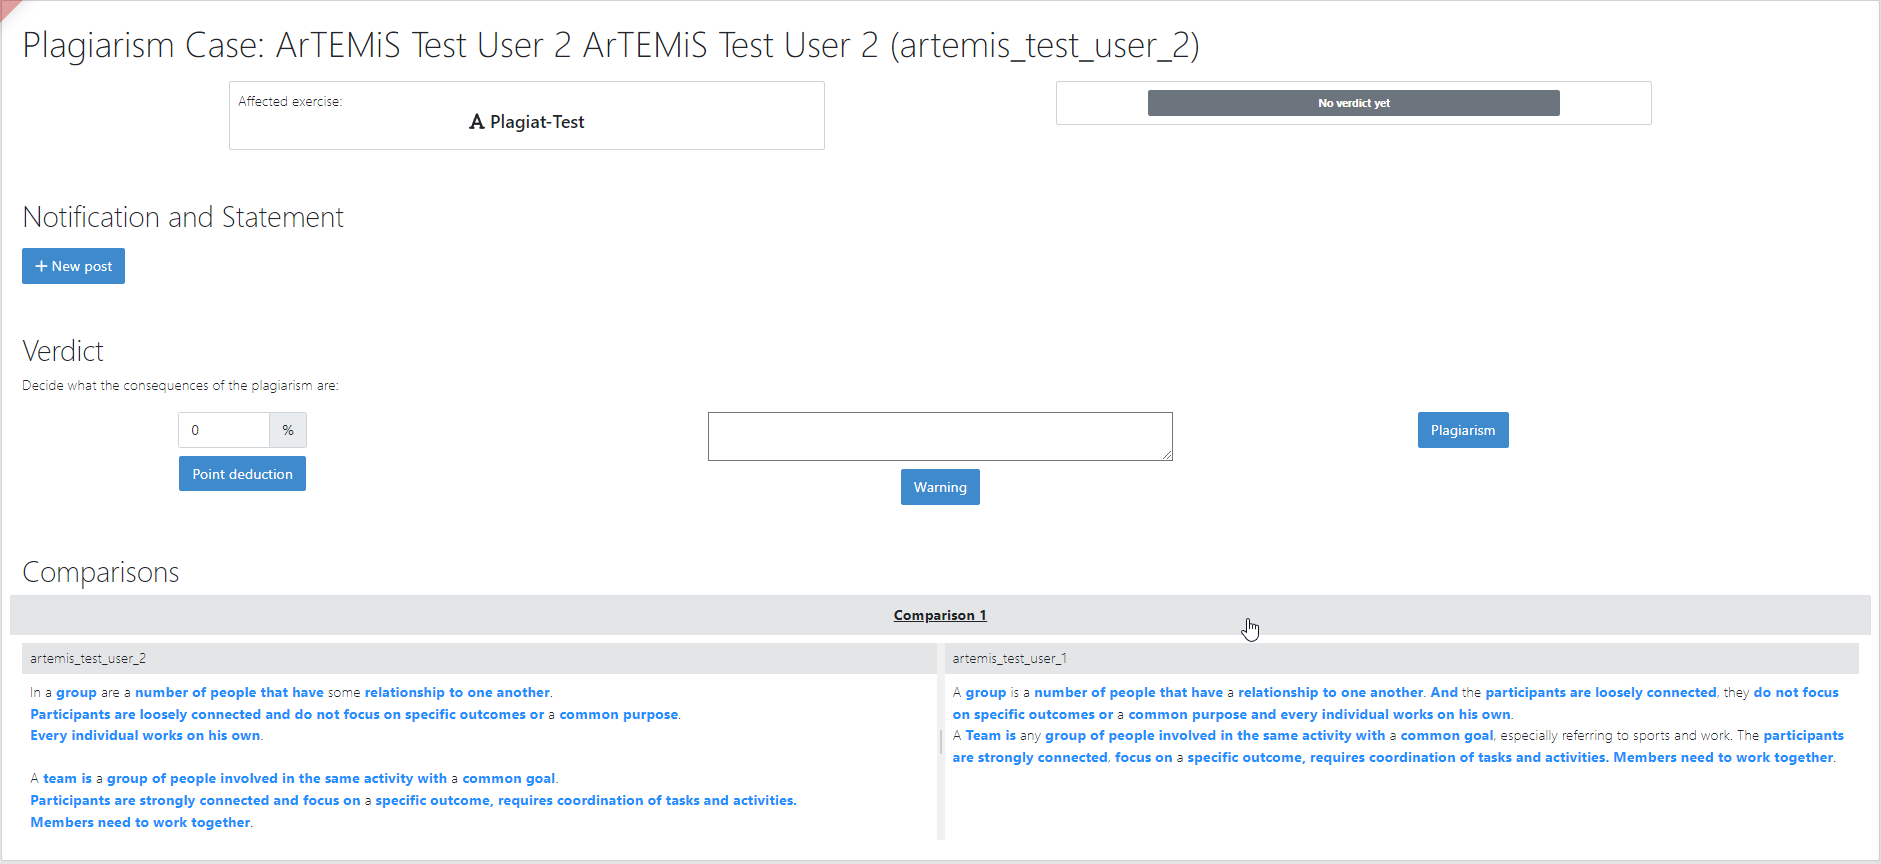 Plagiarism Case: ArTEMiS Test User 2 ArTEMiS Test User 2 (artemis_test_user_2)
Affected exercise:
A Plagiat-Test
No verdict yet
Notification and Statement
+ New post
Verdict
Decide what the consequences of the plagiarism are:
0 %
Point deduction
Warning
Plagiarism
Comparisons
Comparison 1
artemis_test_user_2
In a group are a number of people that have some relationship to one another.
Participants are loosely connected and do not focus on specific outcomes or a common purpose.
Every individual works on his own.
A team is a group of people involved in the same activity with a common goal.
Participants are strongly connected and focus on a specific outcome, requires coordination of tasks and activities.
Members need to work together.
artemis_test_user_1
A group is a number of people that have a relationship to one another. And the participants are loosely connected, they do not focus
on specific outcomes or a common purpose and every individual works on his own.
A Team is any group of people involved in the same activity with a common goal, especially referring to sports and work. The participants
are strongly connected, focus on a specific outcome, requires coordination of tasks and activities. Members need to work together.